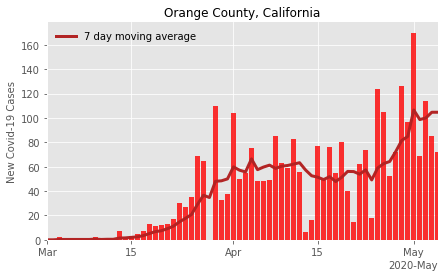 Orange County, California
7 day moving average
New Covid-19 Cases
160
140
120
100
80
60
40
20
0
Mar 15 Apr 15 May
2020-May